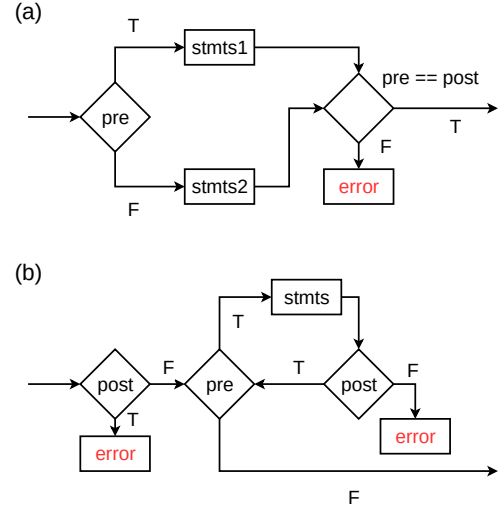 (a)
T
stmts1
pre == post
pre
T
F
stmts2
F
error
(b)
stmts
T
post
F
pre
T
post
F
T
error
error
F